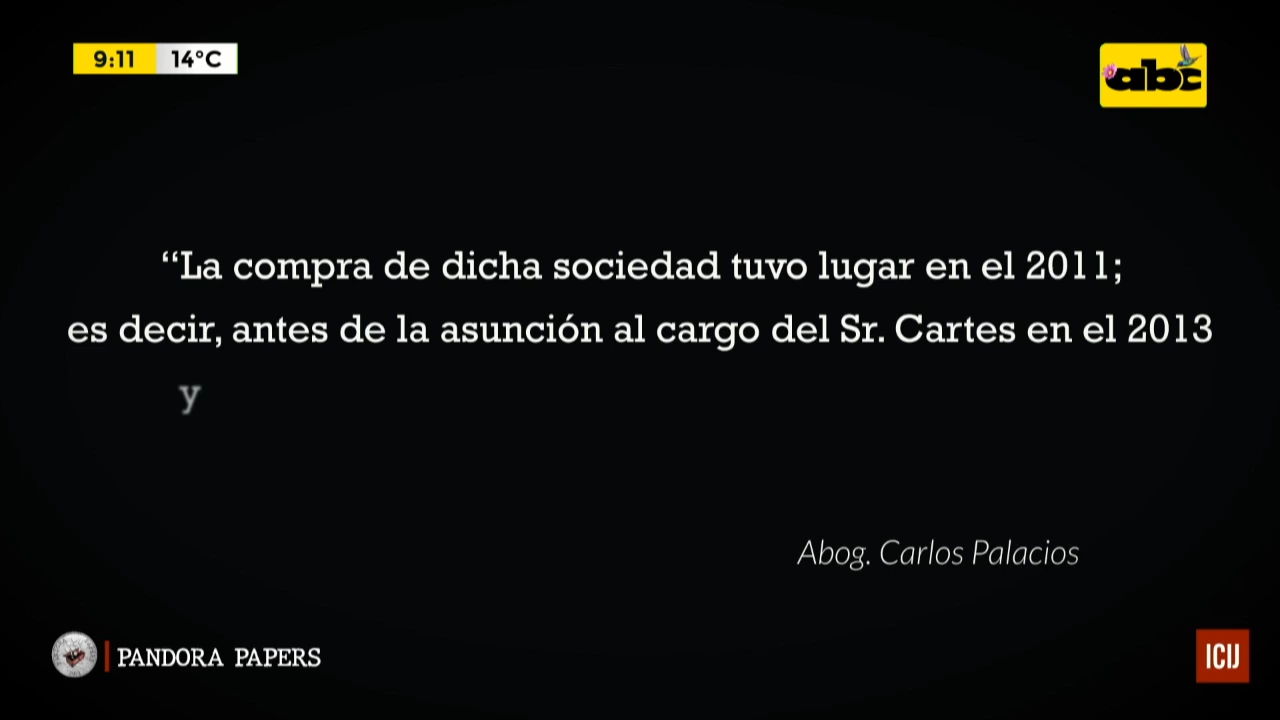 9:11 14°C
abc
“La compra de dicha sociedad tuvo lugar en el 2011;
es decir, antes de la asunción al cargo del Sr. Cartes en el 2013
y
Abog. Carlos Palacios
PANDORA PAPERS
ICIJ